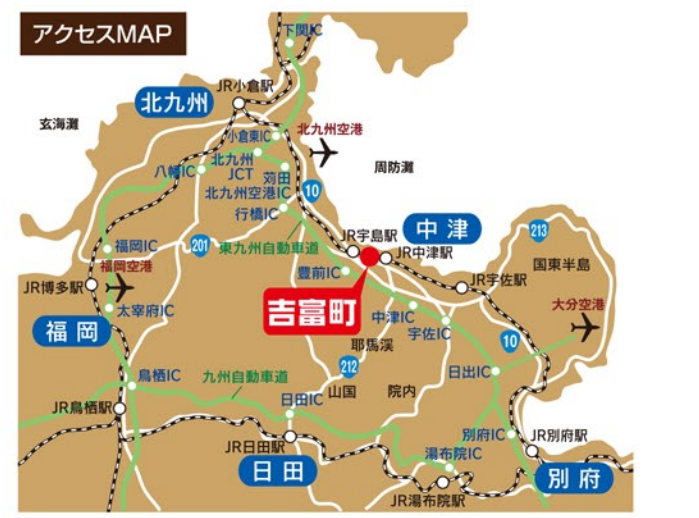 アクセスMAP
下関IC
JR小倉駅
北九州
玄海灘
小倉東IC
北九州空港
北九州
JCT
八幡IC
周防灘
苅田
北九州空港IC
10
行橋IC
JR宇島駅
中津
213
福岡IC
201
東九州自動車道
JR中津駅
国東半島
福岡空港
豊前IC
JR宇佐駅
JR博多駅
吉富町
大分空港
太宰府IC
中津IC
福岡
宇佐IC
耶馬渓
10
212
鳥栖IC
九州自動車道
日出IC
山国
院内
日田IC
JR鳥栖駅
別府IC
JR別府駅
JR日田駅
湯布院IC
日田
別府
JR湯布院駅